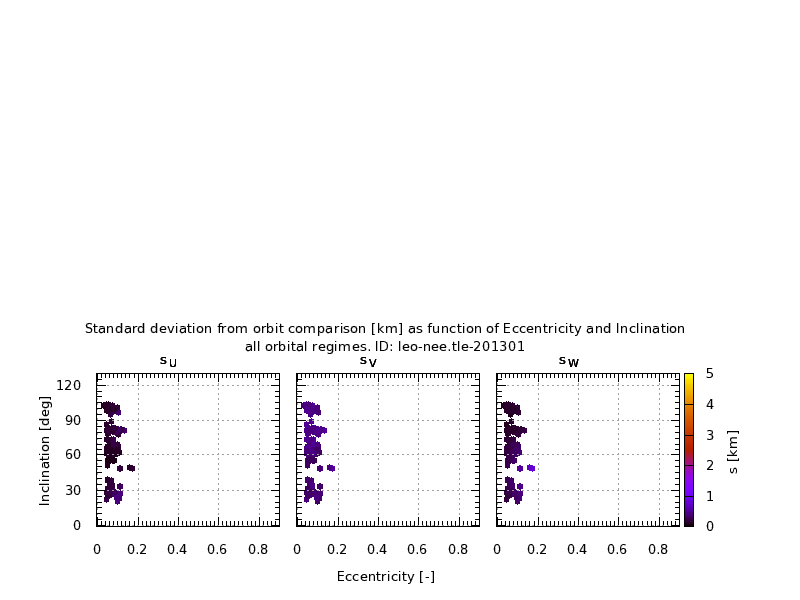 Standard deviation from orbit comparison [km] as function of Eccentricity and Inclination
all orbital regimes. ID: leo-nee.tle-201301
sU sV sW
Inclination [deg]
120
90
60
30
0
0 0.2 0.4 0.6 0.8
0 0.2 0.4 0.6 0.8
0 0.2 0.4 0.6 0.8
Eccentricity [-]
5
4
3
2
1
0
s [km]